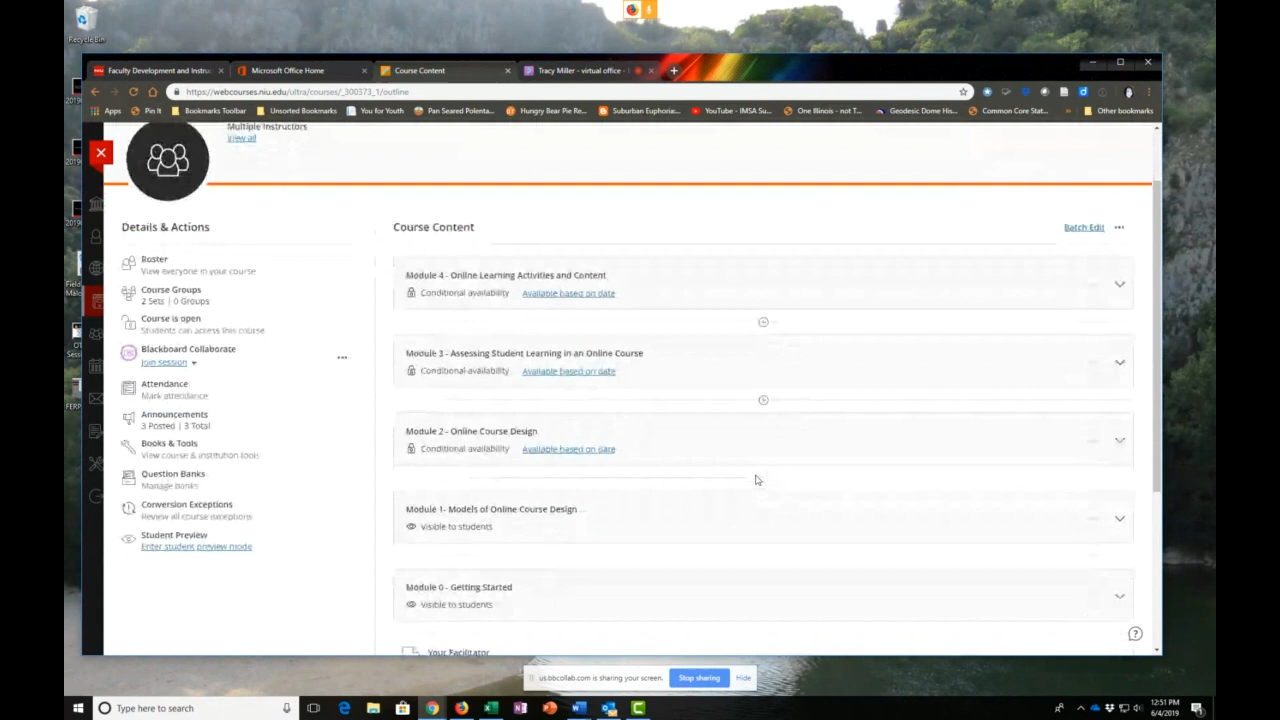 Recycle Bin
Faculty Development and Instru
Microsoft Office Home
Course Content
Tracy Miller - virtual office -
https://webcourses.niu.edu/ultra/courses/_300373_1/outline
Apps
Pin It
Bookmarks Toolbar
Unsorted Bookmarks
You for Youth
Pan Seared Polenta...
Hungry Bear Pie Re...
Suburban Euphoria:...
YouTube - IMSA Su...
One Illinois - not T...
Geodesic Dome His...
Common Core Stat...
»
Other bookmarks
Multiple Instructors
View all
Details & Actions
Roster
View everyone in your course
Course Groups
2 Sets | 0 Groups
Course is open
Students can access this course
Blackboard Collaborate
Join session
Attendance
Mark attendance
Announcements
3 Posted | 3 Total
Books & Tools
View course & institution tools
Question Banks
Manage banks
Conversion Exceptions
Review all course exceptions
Student Preview
Enter student preview mode
Course Content
Batch Edit
Module 4 - Online Learning Activities and Content
Conditional availability Available based on date
Module 3 - Assessing Student Learning in an Online Course
Conditional availability Available based on date
Module 2 - Online Course Design
Conditional availability Available based on date
Module 1- Models of Online Course Design
Visible to students
Module 0 - Getting Started
Visible to students
Your Facilitator
us.bbcollab.com is sharing your screen.
Stop sharing
Hide
Type here to search
12:51 PM
6/4/2019